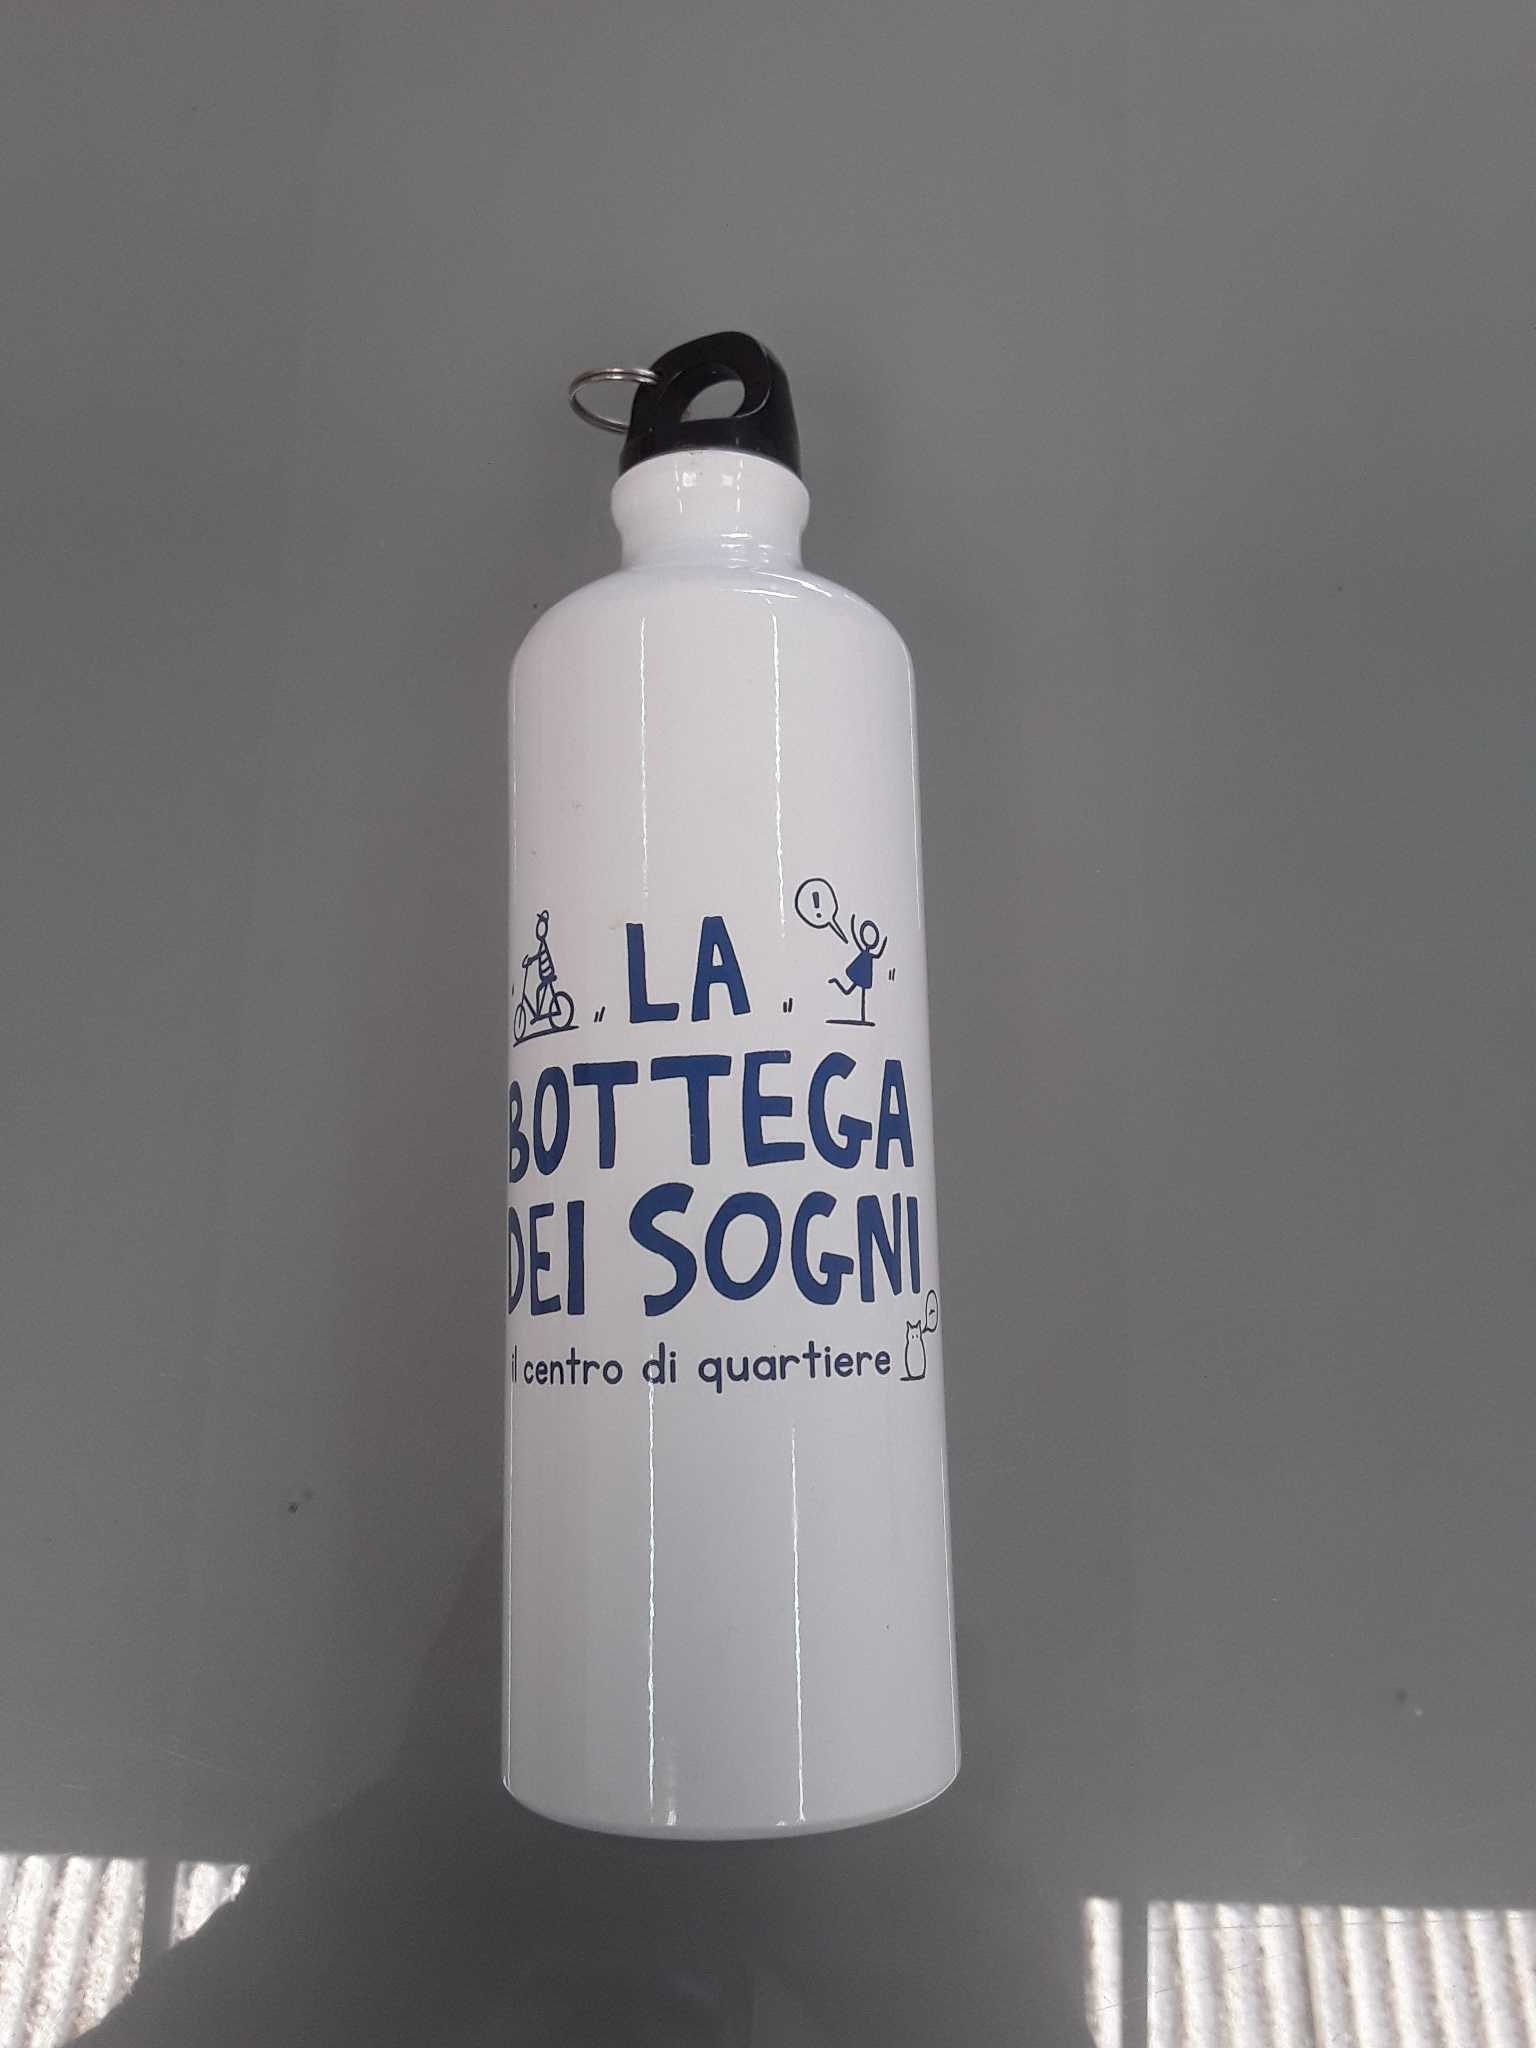 !
LA
BOTTEGA
DEI SOGNI
il centro di quartiere